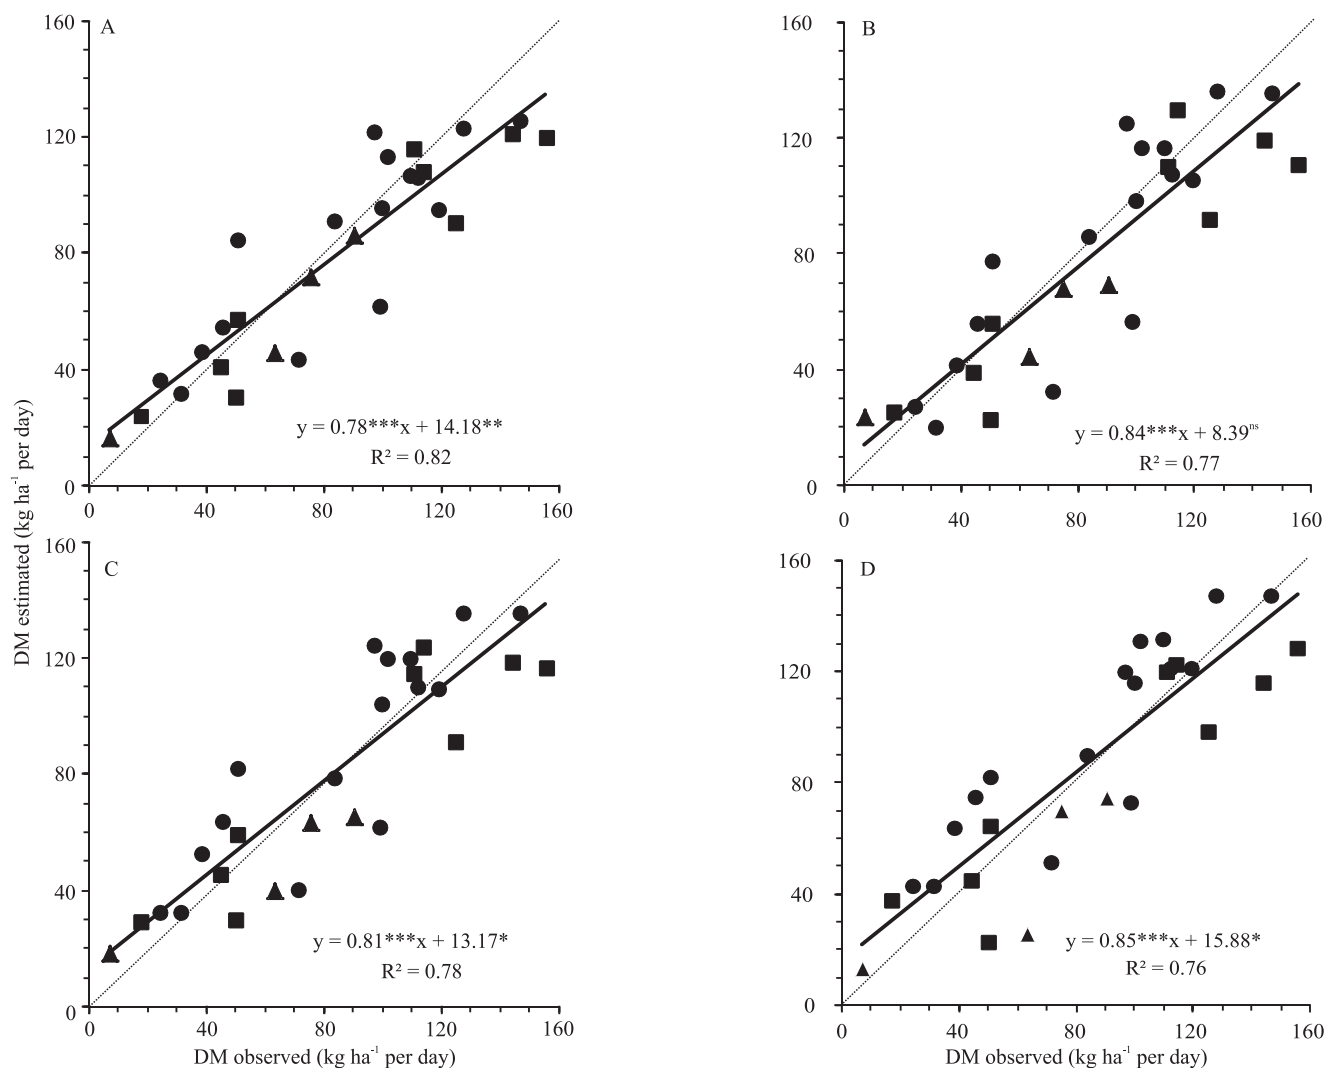 DM estimated (kg ha⁻¹ per day)
A
160
120
80
40
0
0 40 80 120 160
y = 0.78***x + 14.18**
R² = 0.82
B
160
120
80
40
0
0 40 80 120 160
y = 0.84***x + 8.39ⁿˢ
R² = 0.77
C
160
120
80
40
0
0 40 80 120 160
y = 0.81***x + 13.17*
R² = 0.78
DM observed (kg ha⁻¹ per day)
D
160
120
80
40
0
0 40 80 120 160
y = 0.85***x + 15.88*
R² = 0.76
DM observed (kg ha⁻¹ per day)